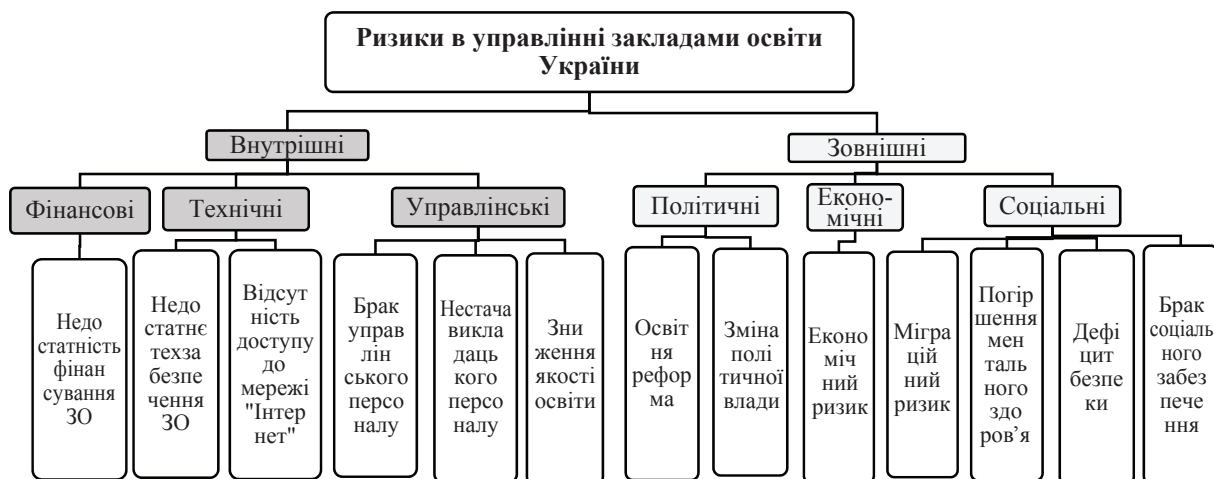 Ризики в управлінні закладами освіти
України
Внутрішні
Зовнішні
Фінансові
Технічні
Управлінські
Політичні
Еконо-
мічні
Соціальні
Недо
статність
фінан
сування
ЗО
Недо
статнє
техза
безпе
чення
ЗО
Відсут
ність
доступу
до
мережі
"Інтер
нет"
Брак
управ
лін
ського
персо
налу
Нестача
викла
даць
кого
персо
налу
Зни
ження
якості
освіти
Освіт
ня
рефор
ма
Зміна
полі
тичної
влади
Еконо
міч
ний
ризик
Мігра
цій
ний
ризик
Погір
шення
мен
таль
ного
здо
ров’я
Дефі
цит
безпе
ки
Брак
соціаль
ного
забез
пече
ння